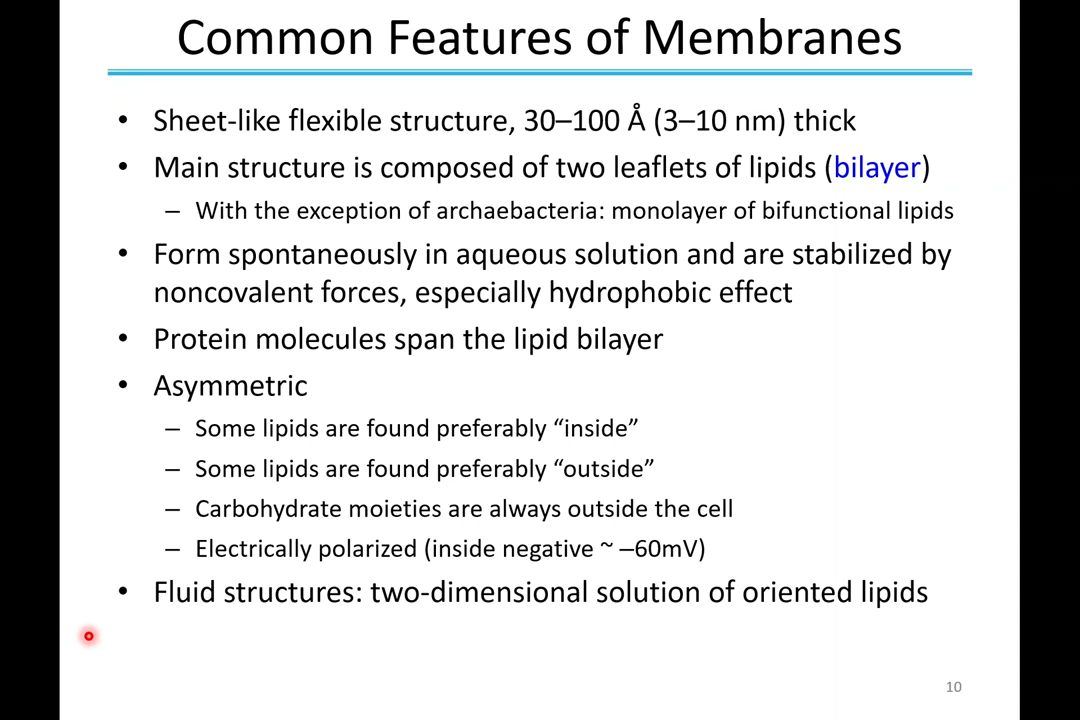 Common Features of Membranes
• Sheet-like flexible structure, 30–100 Å (3–10 nm) thick
• Main structure is composed of two leaflets of lipids (bilayer)
– With the exception of archaebacteria: monolayer of bifunctional lipids
• Form spontaneously in aqueous solution and are stabilized by
noncovalent forces, especially hydrophobic effect
• Protein molecules span the lipid bilayer
• Asymmetric
– Some lipids are found preferably “inside”
– Some lipids are found preferably “outside”
– Carbohydrate moieties are always outside the cell
– Electrically polarized (inside negative ~ –60mV)
• Fluid structures: two-dimensional solution of oriented lipids
10